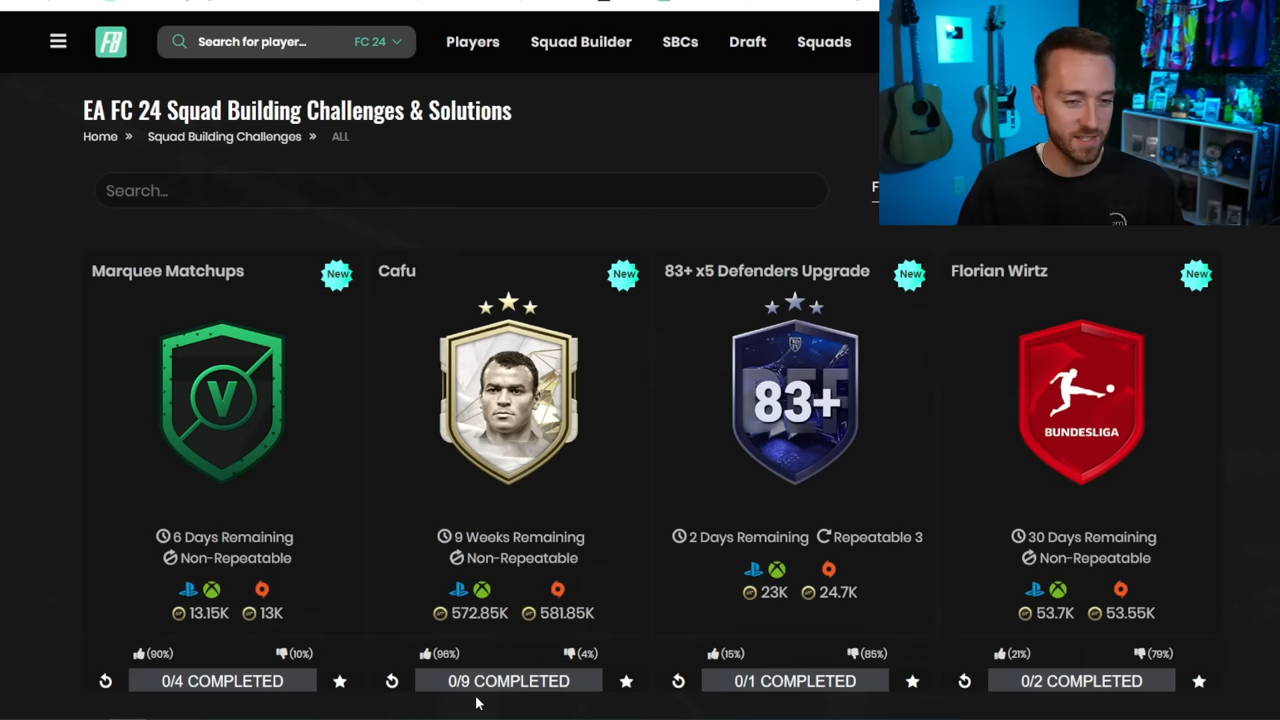 FB
Search for player...
FC 24
Players
Squad Builder
SBCs
Draft
Squads
EA FC 24 Squad Building Challenges & Solutions
Home » Squad Building Challenges » ALL
Search...
F
Marquee Matchups
New
V
6 Days Remaining
Non-Repeatable
13.15K
13K
(90%)
(10%)
0/4 COMPLETED
Cafu
New
9 Weeks Remaining
Non-Repeatable
572.85K
581.85K
(96%)
(4%)
0/9 COMPLETED
83+ x5 Defenders Upgrade
New
DEF
83+
2 Days Remaining
Repeatable 3
23K
24.7K
(15%)
(85%)
0/1 COMPLETED
Florian Wirtz
New
BUNDESLIGA
30 Days Remaining
Non-Repeatable
53.7K
53.55K
(21%)
(79%)
0/2 COMPLETED